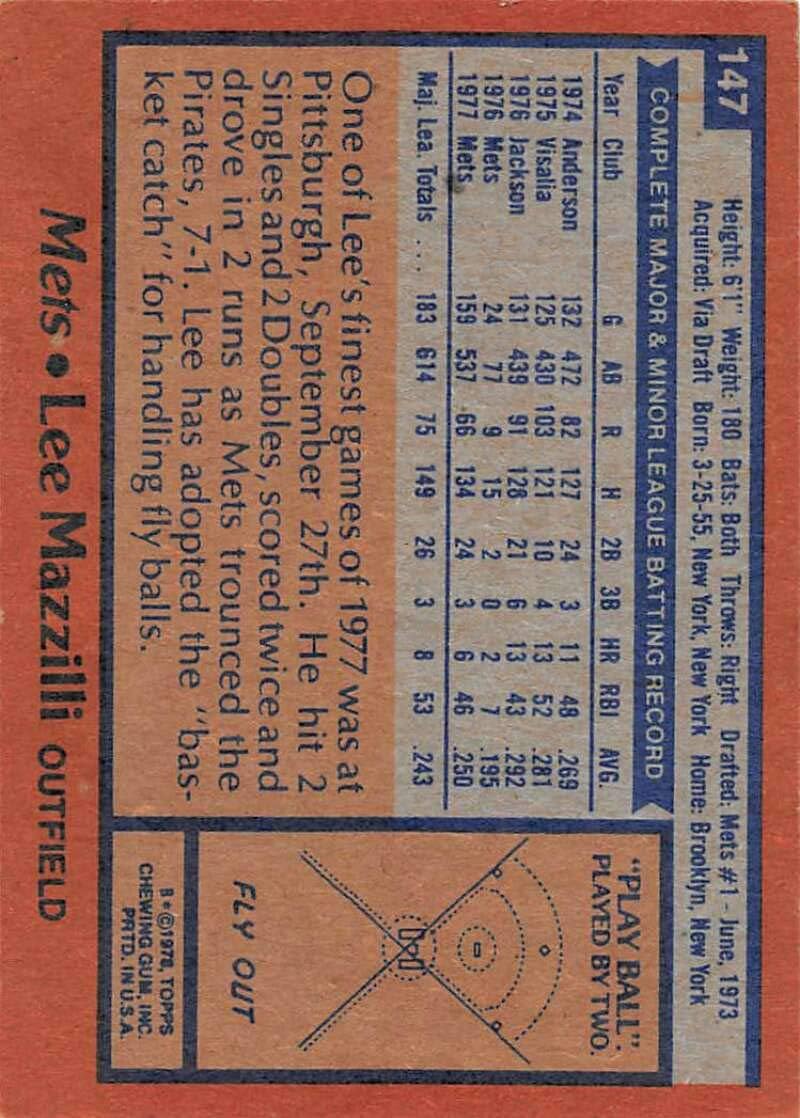 147
Height: 6'1" Weight: 180 Bats: Both Throws: Right Drafted: Mets #1 - June, 1973
Acquired: Via Draft Born: 3-25-55, New York, New York Home: Brooklyn, New York
COMPLETE MAJOR & MINOR LEAGUE BATTING RECORD
Year Club G AB R H 2B 3B HR RBI AVG.
1974 Anderson 132 472 82 127 24 3 11 48 .269
1975 Visalia 125 430 103 121 10 4 13 52 .281
1976 Jackson 131 439 91 128 21 6 13 43 .292
1976 Mets 24 77 9 15 2 0 2 7 .195
1977 Mets 159 537 66 134 24 3 6 46 .250
Maj. Lea. Totals ... 183 614 75 149 26 3 8 53 .243
One of Lee's finest games of 1977 was at
Pittsburgh, September 27th. He hit 2
Singles and 2 Doubles, scored twice and
drove in 2 runs as Mets trounced the
Pirates, 7-1. Lee has adopted the "bas-
ket catch" for handling fly balls.
"PLAY BALL"
PLAYED BY TWO.
FLY OUT
B*©1978, TOPPS
CHEWING GUM, INC.
PRTD. IN U.S.A.
Mets • Lee Mazzilli OUTFIELD